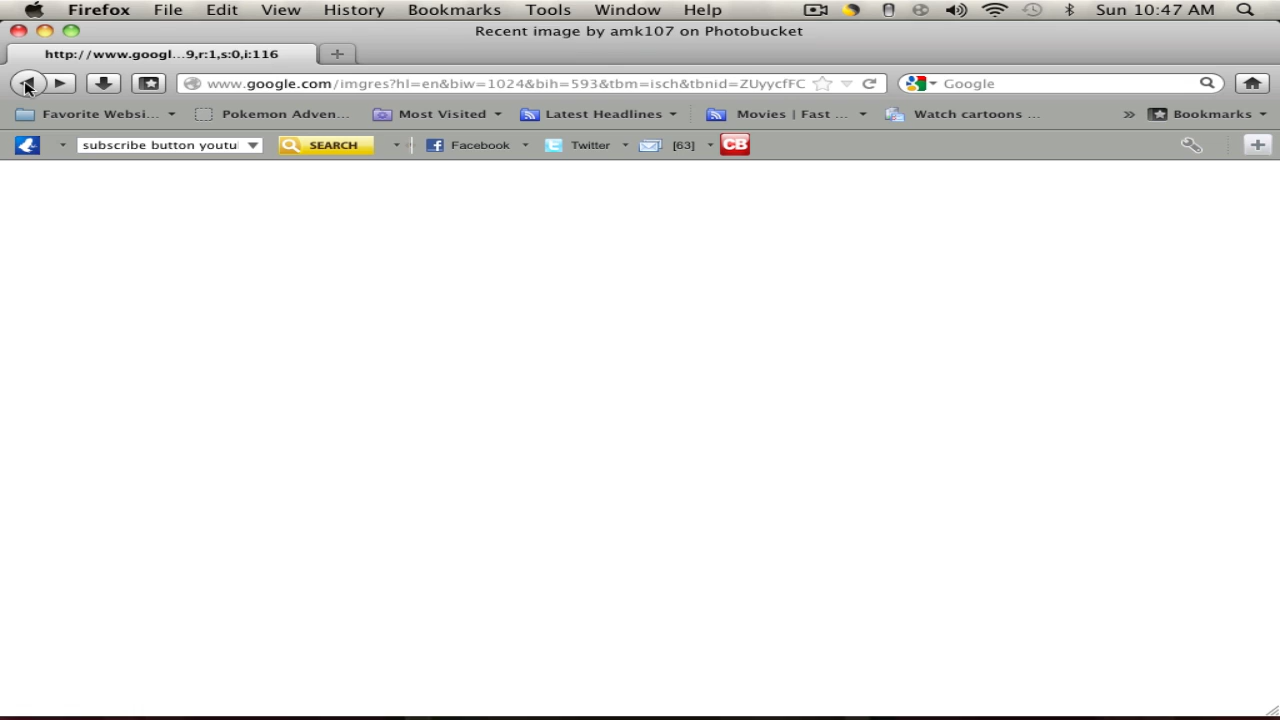 Firefox File Edit View History Bookmarks Tools Window Help Sun 10:47 AM
Recent image by amk107 on Photobucket
http://www.googl...9,r:1,s:0,i:116
www.google.com/imgres?hl=en&biw=1024&bih=593&tbm=isch&tbnid=ZUyycfFC Google
Favorite Websi... Pokemon Adven... Most Visited Latest Headlines Movies | Fast ... Watch cartoons ... » Bookmarks
subscribe button youtu SEARCH Facebook Twitter [63] CB